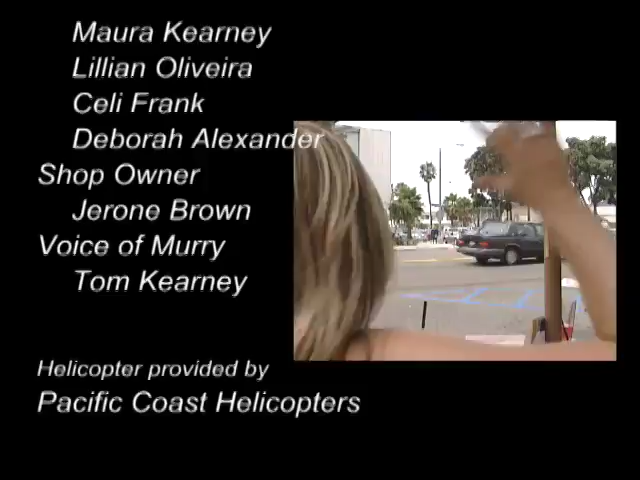 Maura Kearney
Lillian Oliveira
Celi Frank
Deborah Alexander
Shop Owner
Jerone Brown
Voice of Murry
Tom Kearney
Helicopter provided by
Pacific Coast Helicopters